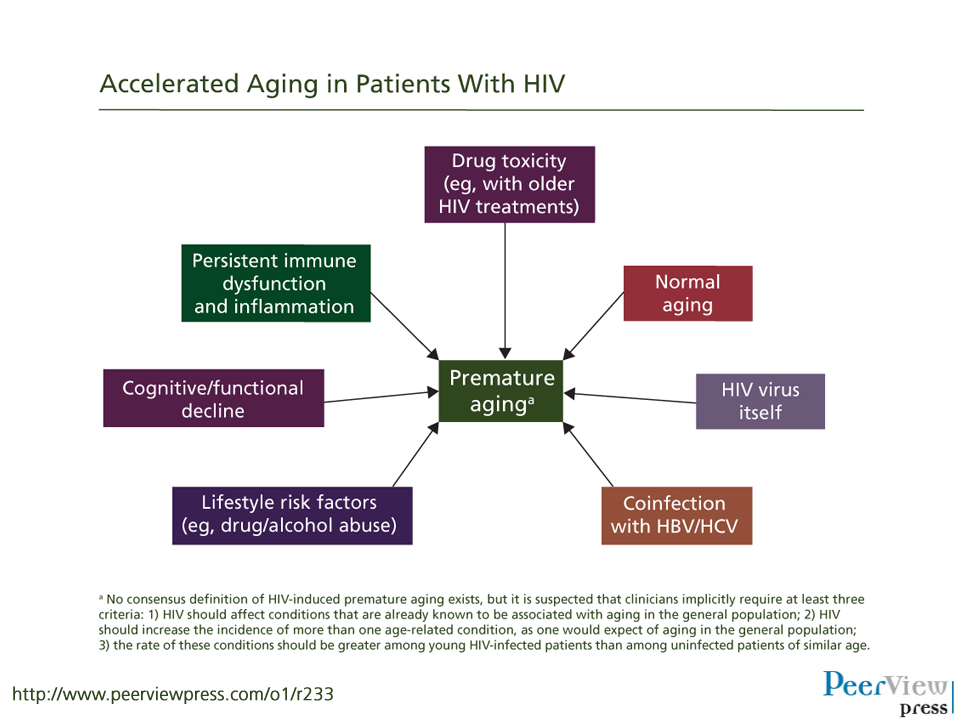 Accelerated Aging in Patients With HIV
Drug toxicity
(eg, with older
HIV treatments)
Persistent immune
dysfunction
and inflammation
Normal
aging
Premature
agingᵃ
Cognitive/functional
decline
HIV virus
itself
Lifestyle risk factors
(eg, drug/alcohol abuse)
Coinfection
with HBV/HCV
ᵃ No consensus definition of HIV-induced premature aging exists, but it is suspected that clinicians implicitly require at least three
criteria: 1) HIV should affect conditions that are already known to be associated with aging in the general population; 2) HIV
should increase the incidence of more than one age-related condition, as one would expect of aging in the general population;
3) the rate of these conditions should be greater among young HIV-infected patients than among uninfected patients of similar age.
http://www.peerviewpress.com/o1/r233
PeerView
press